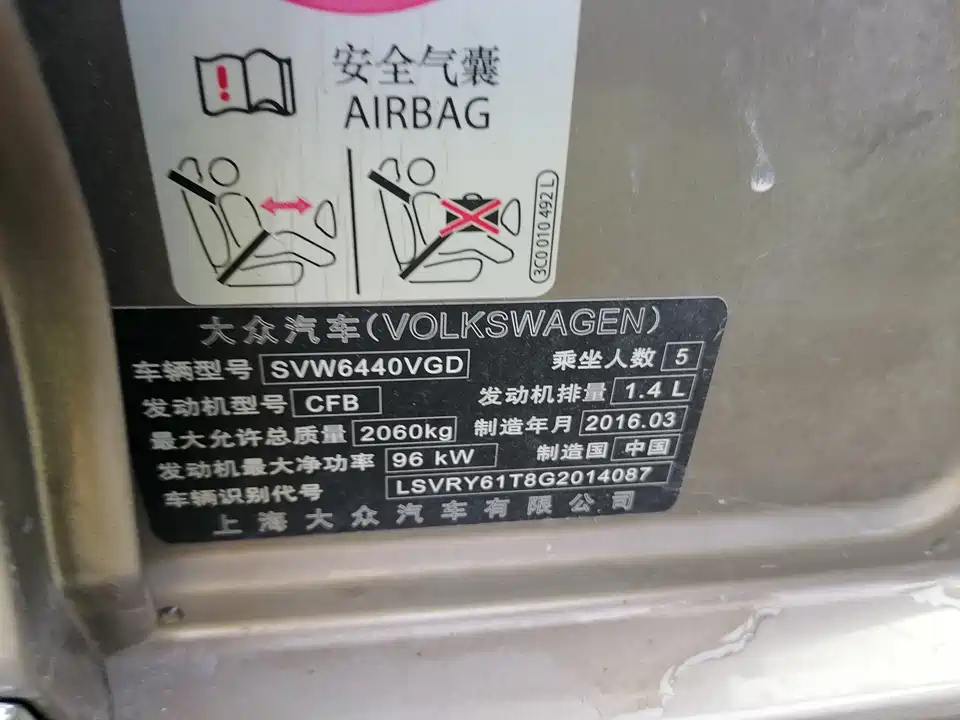 安全气囊
AIRBAG
3C0 010 492 L
大众汽车(VOLKSWAGEN)
车辆型号 SVW6440VGD 乘坐人数 5
发动机型号 CFB 发动机排量 1.4 L
最大允许总质量 2060kg 制造年月 2016.03
发动机最大净功率 96 kW 制造国 中国
车辆识别代号 LSVRY61T8G2014087
上海大众汽车有限公司